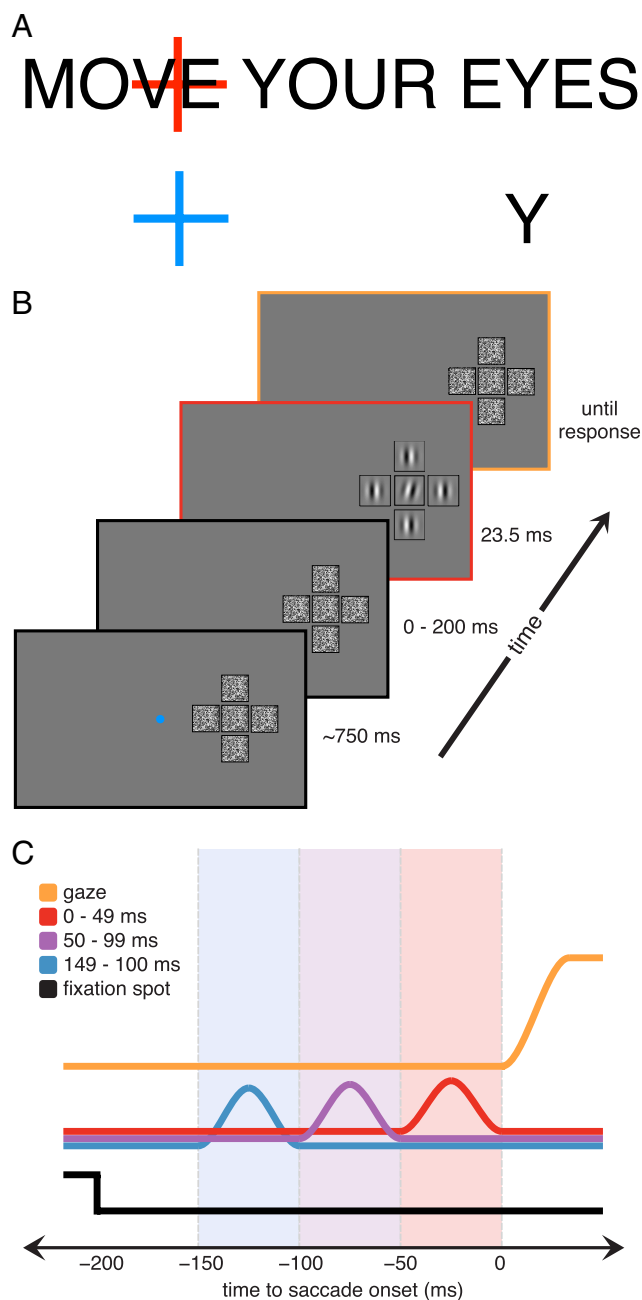 A
MOVE YOUR EYES
Y
B
until
response
23.5 ms
0 - 200 ms
time
~750 ms
C
gaze
0 - 49 ms
50 - 99 ms
149 - 100 ms
fixation spot
−200 −150 −100 −50 0
time to saccade onset (ms)